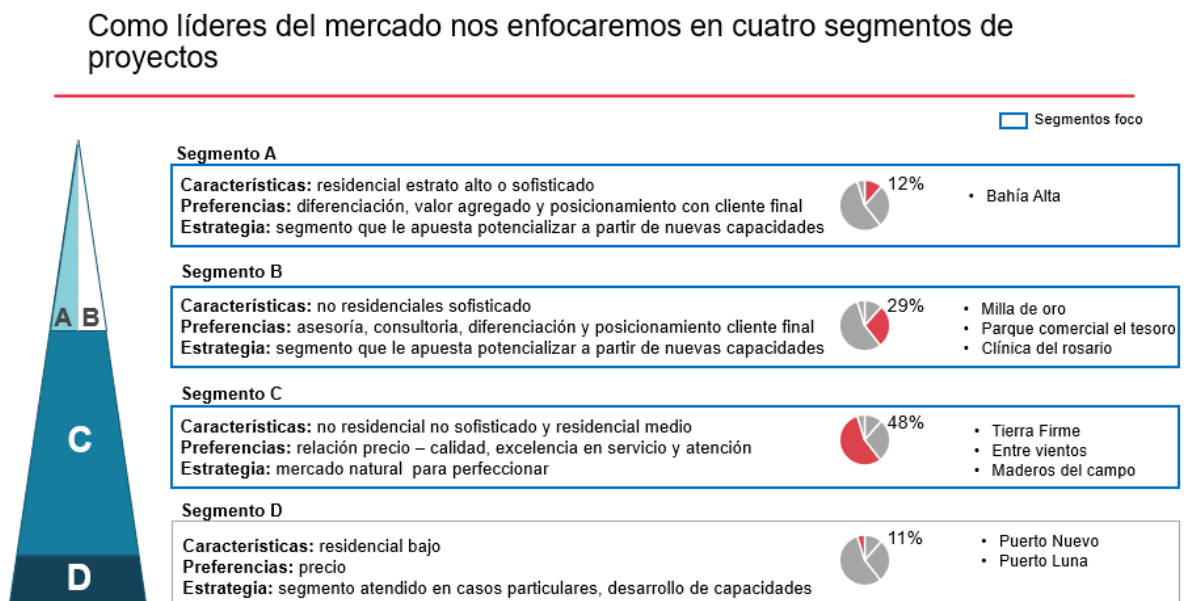 Como líderes del mercado nos enfocaremos en cuatro segmentos de
proyectos
Segmentos foco
A
B
C
D
Segmento A
Características: residencial estrato alto o sofisticado
Preferencias: diferenciación, valor agregado y posicionamiento con cliente final
Estrategia: segmento que le apuesta potencializar a partir de nuevas capacidades
12%
• Bahía Alta
Segmento B
Características: no residenciales sofisticado
Preferencias: asesoría, consultoria, diferenciación y posicionamiento cliente final
Estrategia: segmento que le apuesta potencializar a partir de nuevas capacidades
29%
• Milla de oro
• Parque comercial el tesoro
• Clínica del rosario
Segmento C
Características: no residencial no sofisticado y residencial medio
Preferencias: relación precio – calidad, excelencia en servicio y atención
Estrategia: mercado natural para perfeccionar
48%
• Tierra Firme
• Entre vientos
• Maderos del campo
Segmento D
Características: residencial bajo
Preferencias: precio
Estrategia: segmento atendido en casos particulares, desarrollo de capacidades
11%
• Puerto Nuevo
• Puerto Luna